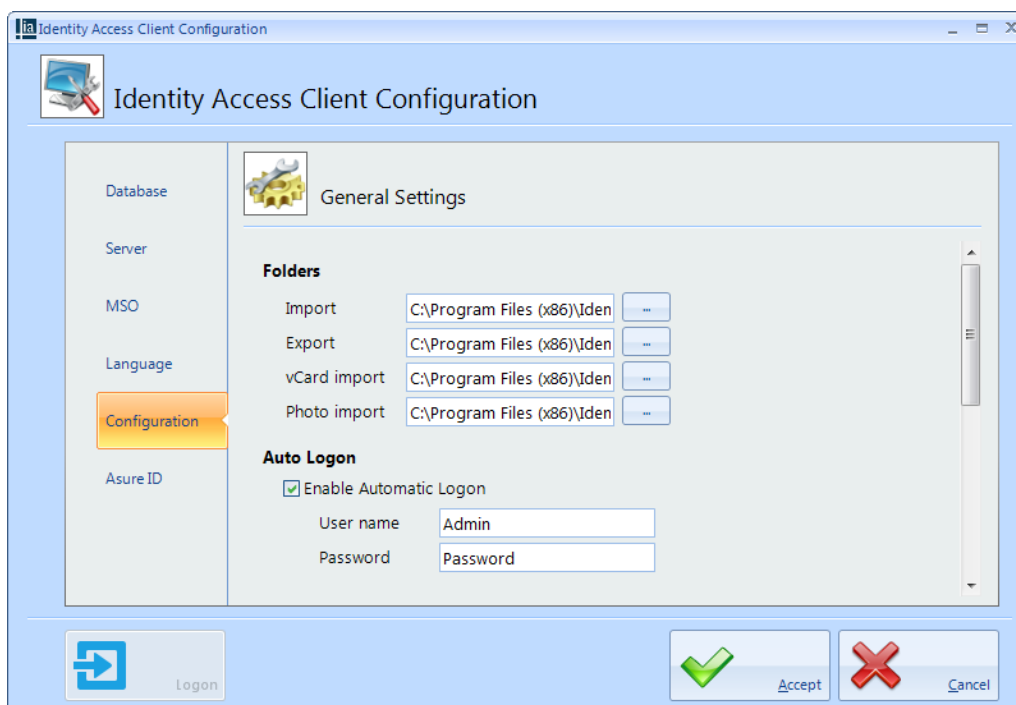 ia Identity Access Client Configuration
Identity Access Client Configuration
Database
Server
MSO
Language
Configuration
Asure ID
General Settings
Folders
Import C:\Program Files (x86)\Iden ...
Export C:\Program Files (x86)\Iden ...
vCard import C:\Program Files (x86)\Iden ...
Photo import C:\Program Files (x86)\Iden ...
Auto Logon
Enable Automatic Logon
User name Admin
Password Password
Logon
Accept
Cancel